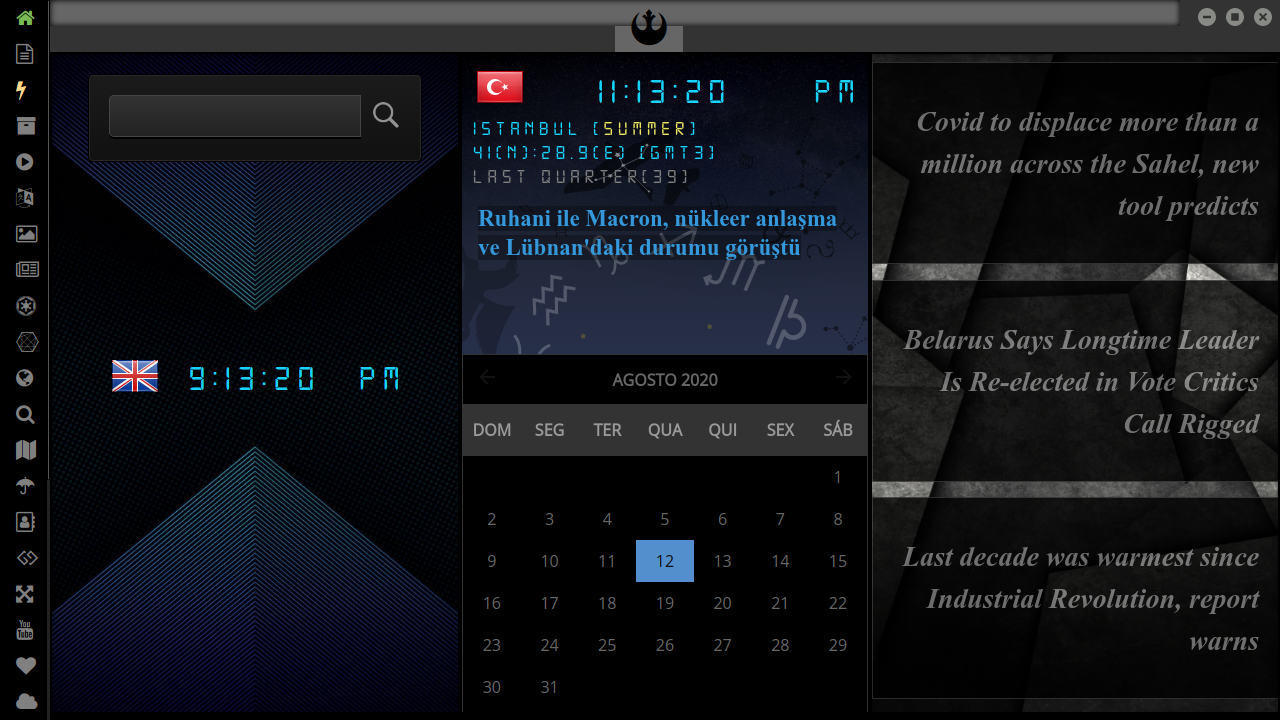 9:13:20 PM
11:13:20 PM
ISTANBUL (SUMMER)
41(N):28.9(E) (GMT3)
LAST QUARTER(39)
Ruhani ile Macron, nükleer anlaşma
ve Lübnan'daki durumu görüştü
AGOSTO 2020
DOM SEG TER QUA QUI SEX SÁB
1
2 3 4 5 6 7 8
9 10 11 12 13 14 15
16 17 18 19 20 21 22
23 24 25 26 27 28 29
30 31
Covid to displace more than a
million across the Sahel, new
tool predicts
Belarus Says Longtime Leader
Is Re-elected in Vote Critics
Call Rigged
Last decade was warmest since
Industrial Revolution, report
warns
You
Tube